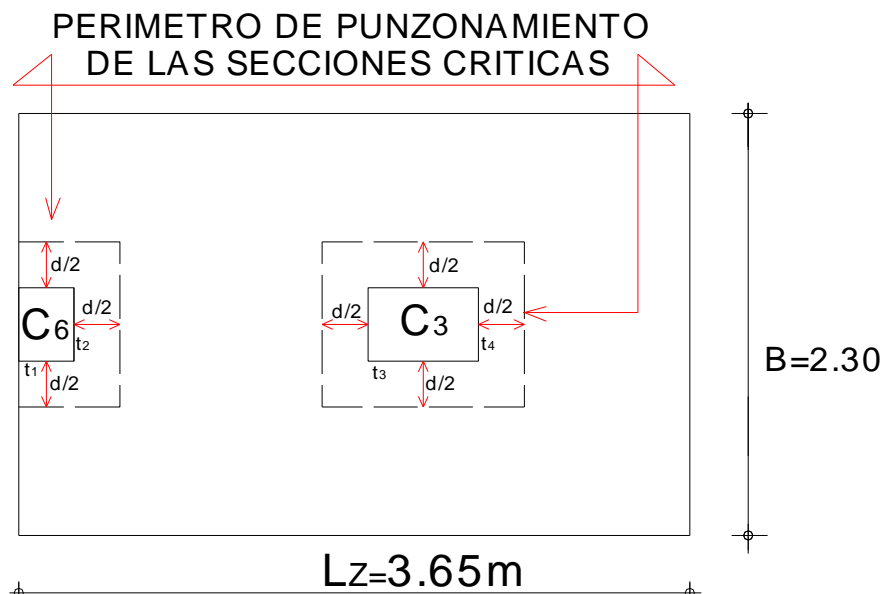 PERIMETRO DE PUNZONAMIENTO
DE LAS SECCIONES CRITICAS
d/2
d/2
d/2
d/2
d/2
C6
C3
t2
t4
t1
t3
d/2
d/2
B=2.30
Lz=3.65m